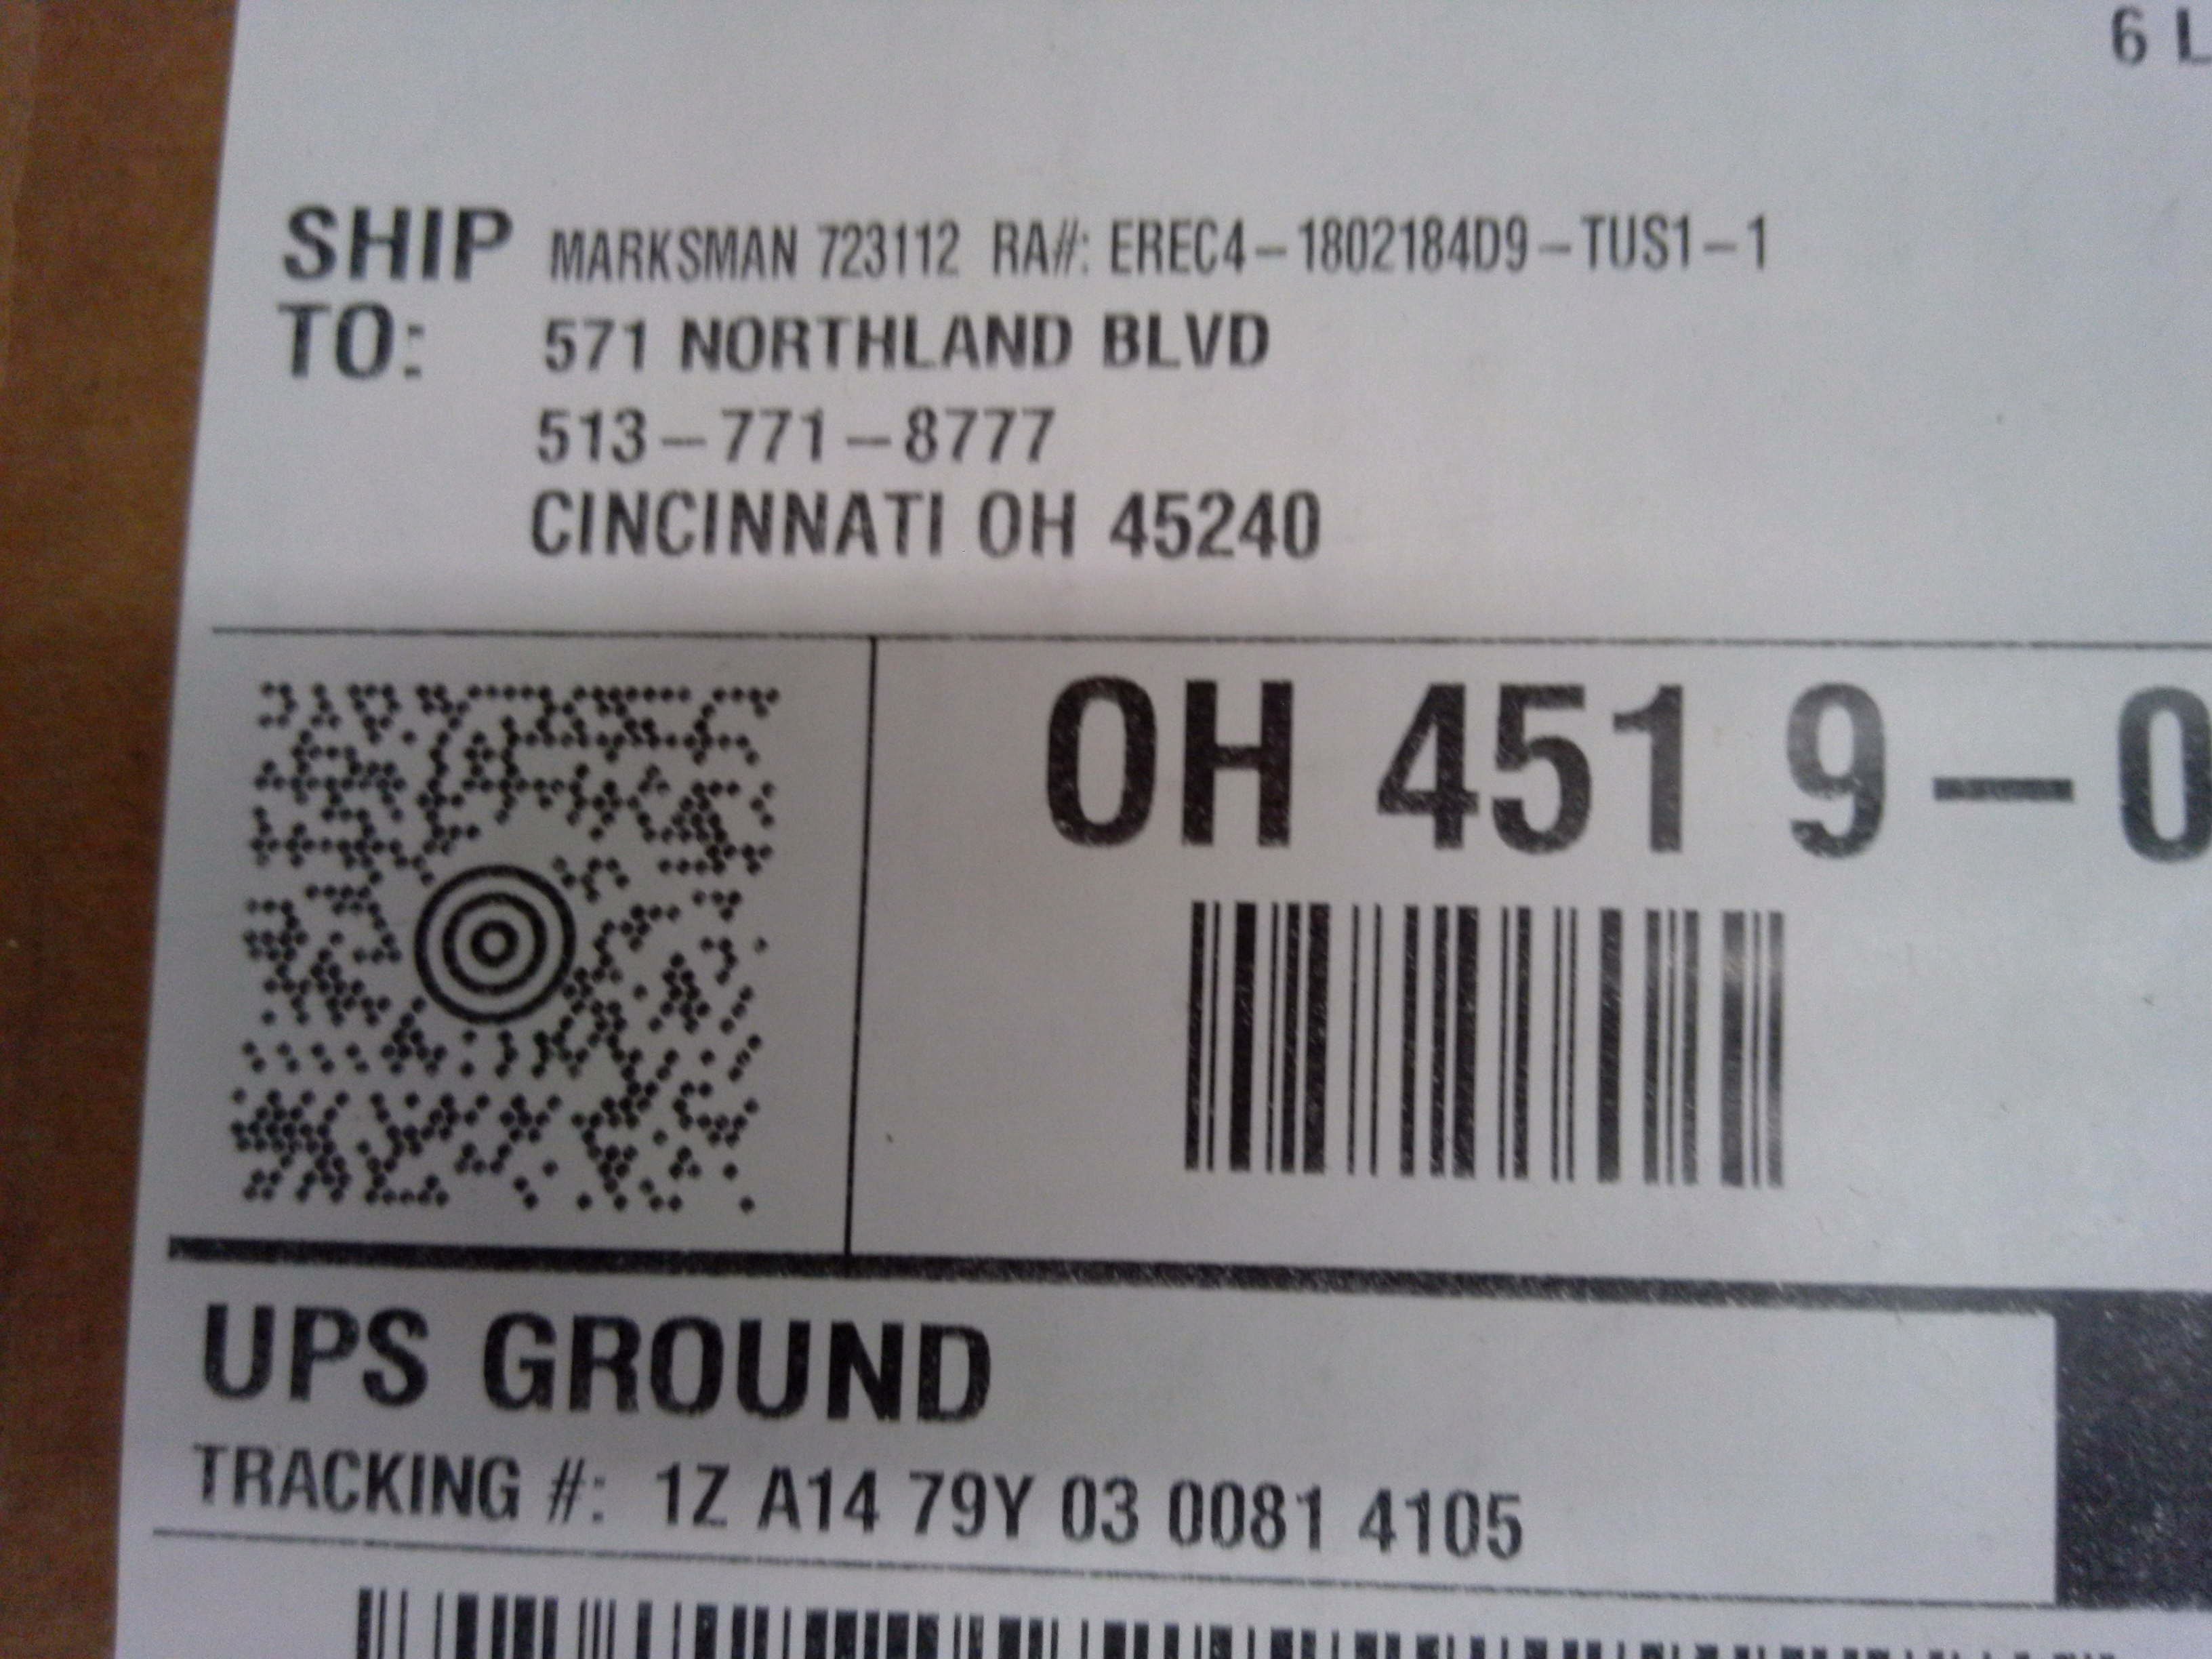 6 L
SHIP TO: MARKSMAN 723112 RA#: EREC4-1802184D9-TUS1-1
571 NORTHLAND BLVD
513-771-8777
CINCINNATI OH 45240
OH 451 9-0
UPS GROUND
TRACKING #: 1Z A14 79Y 03 0081 4105